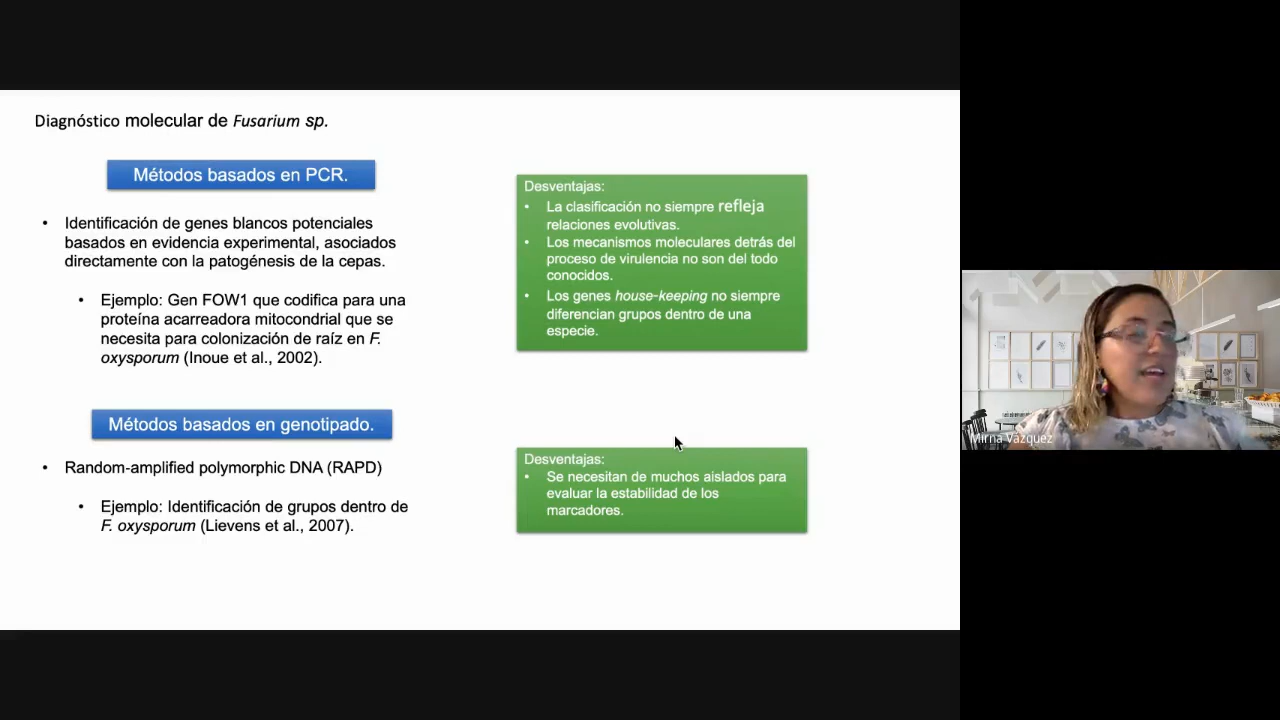 Diagnóstico molecular de Fusarium sp.
Métodos basados en PCR.
• Identificación de genes blancos potenciales
basados en evidencia experimental, asociados
directamente con la patogénesis de la cepas.
• Ejemplo: Gen FOW1 que codifica para una
proteína acarreadora mitocondrial que se
necesita para colonización de raíz en F.
oxysporum (Inoue et al., 2002).
Desventajas:
• La clasificación no siempre refleja
relaciones evolutivas.
• Los mecanismos moleculares detrás del
proceso de virulencia no son del todo
conocidos.
• Los genes house-keeping no siempre
diferencian grupos dentro de una
especie.
Métodos basados en genotipado.
• Random-amplified polymorphic DNA (RAPD)
• Ejemplo: Identificación de grupos dentro de
F. oxysporum (Lievens et al., 2007).
Desventajas:
• Se necesitan de muchos aislados para
evaluar la estabilidad de los
marcadores.
Mirna Vázquez